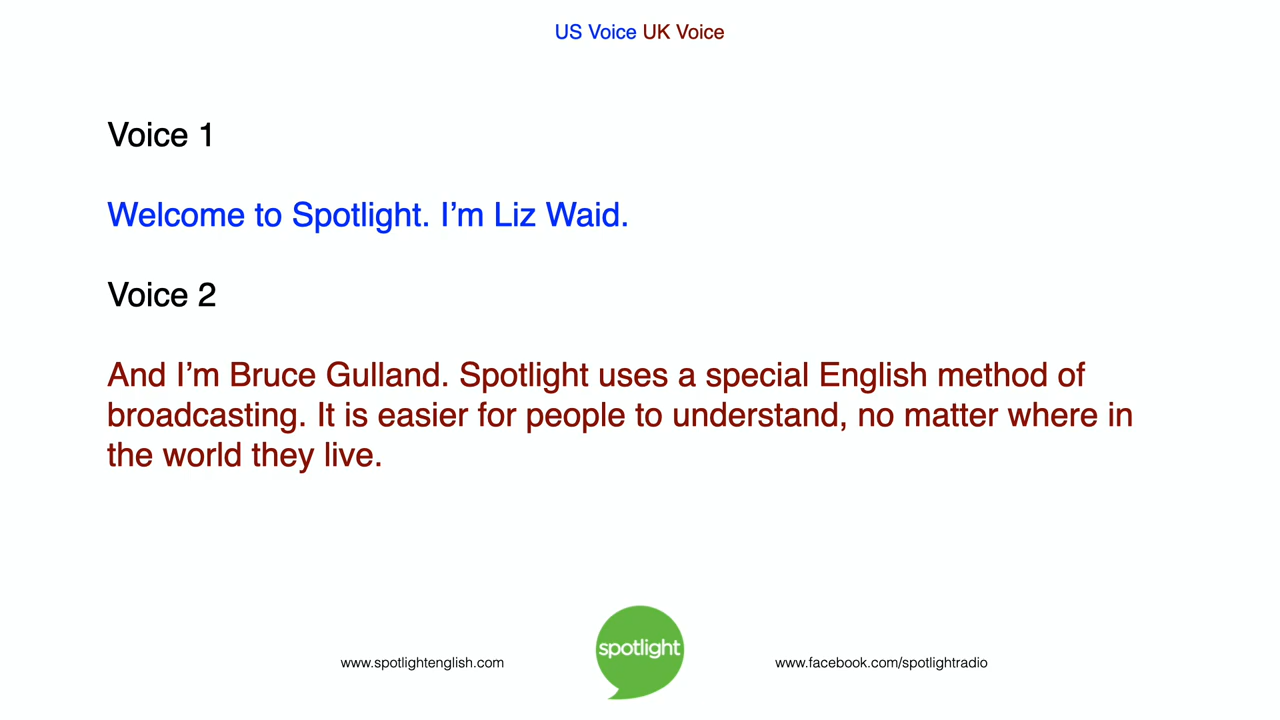 US Voice UK Voice
Voice 1
Welcome to Spotlight. I’m Liz Waid.
Voice 2
And I’m Bruce Gulland. Spotlight uses a special English method of
broadcasting. It is easier for people to understand, no matter where in
the world they live.
www.spotlightenglish.com
spotlight
www.facebook.com/spotlightradio